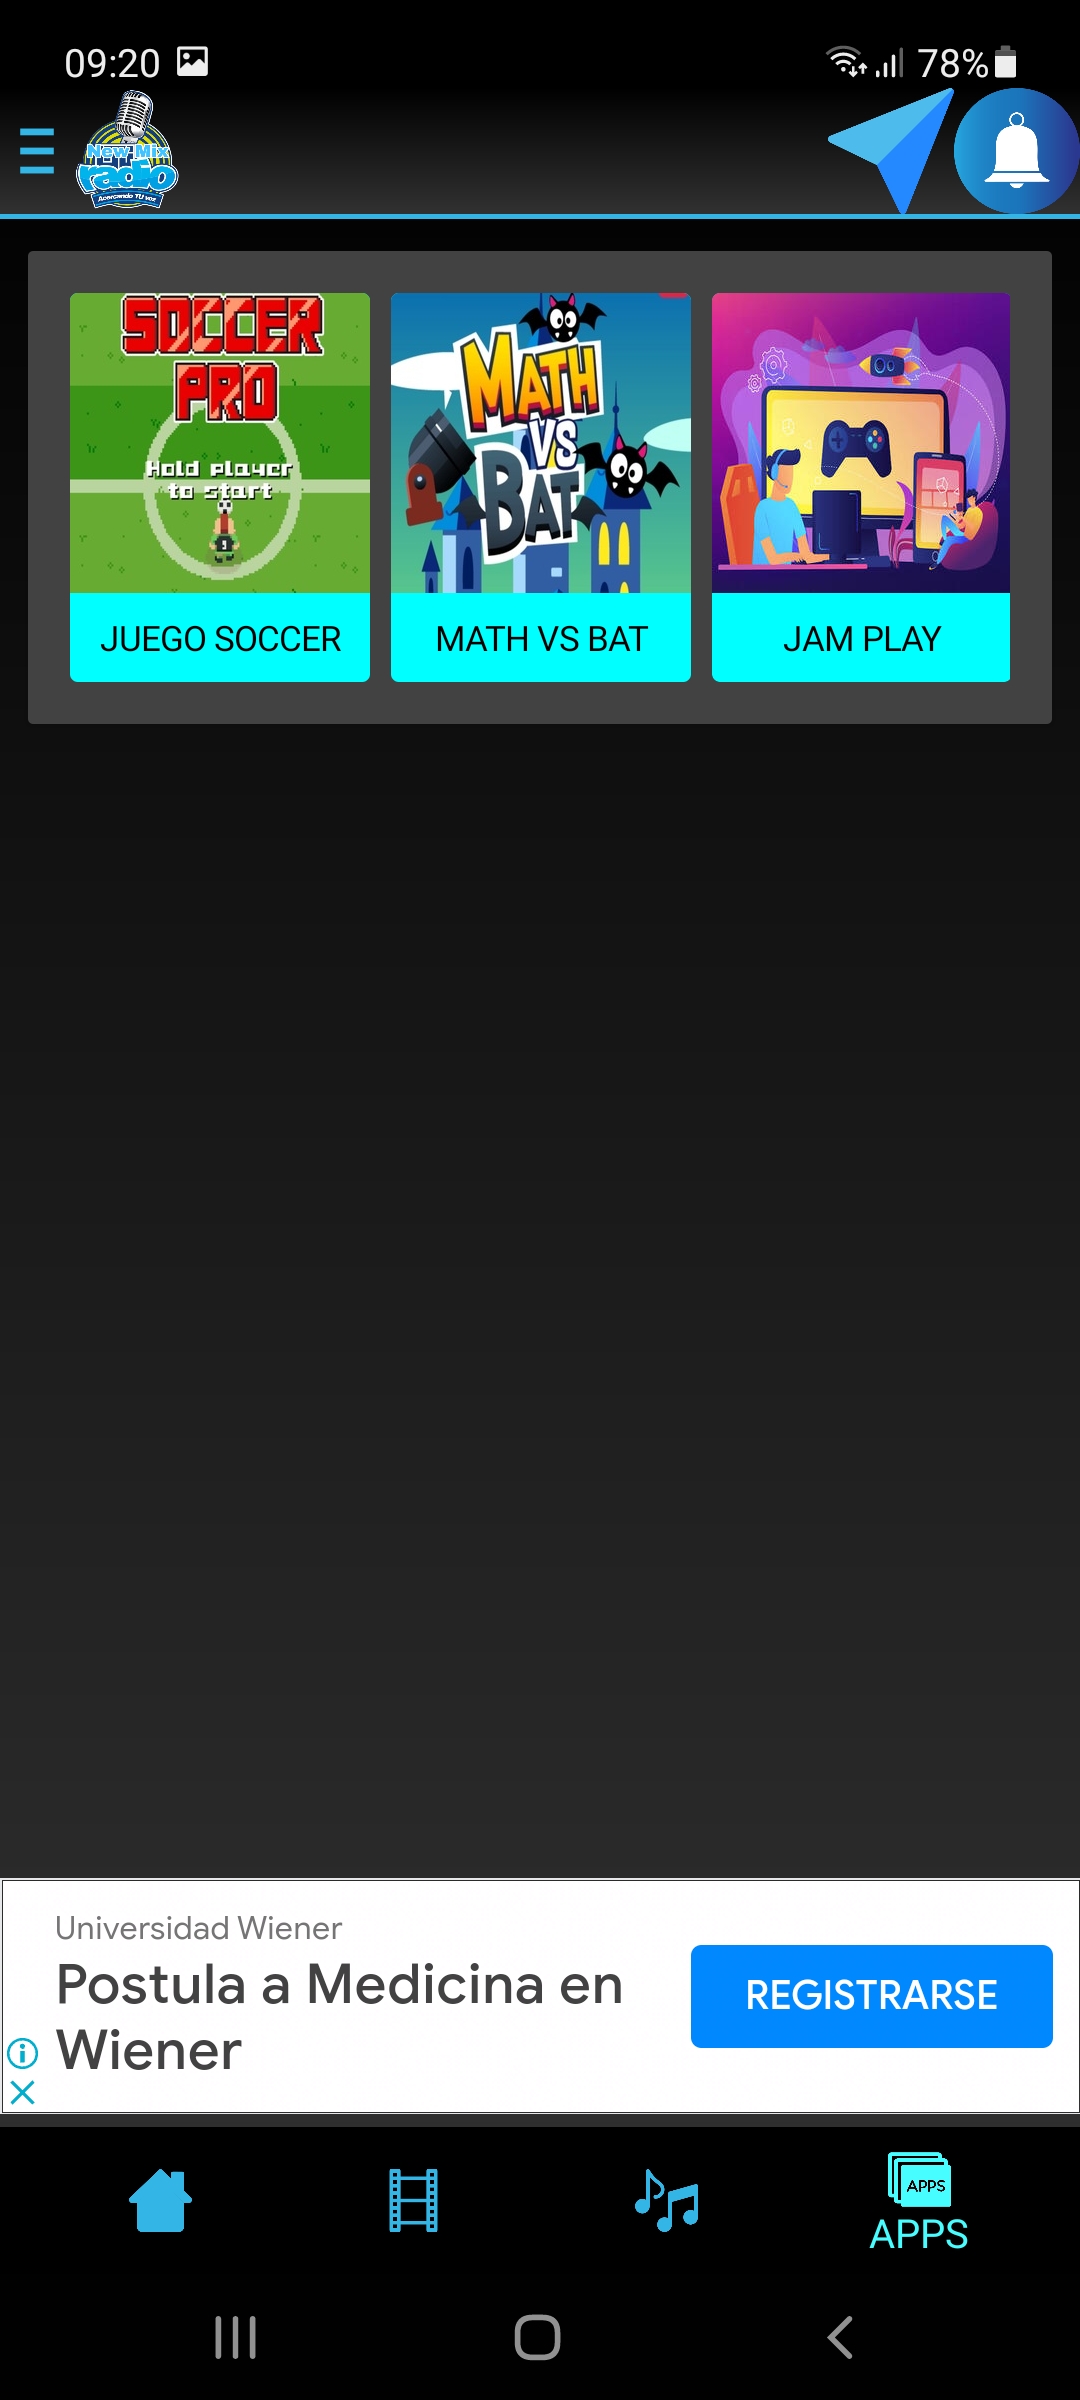 09:20
78%
New Mix
radio
Acercando TU voz
SOCCER
PRO
Hold player
to start
MATH
VS
BAT
JUEGO SOCCER
MATH VS BAT
JAM PLAY
Universidad Wiener
Postula a Medicina en
Wiener
REGISTRARSE
APPS
APPS